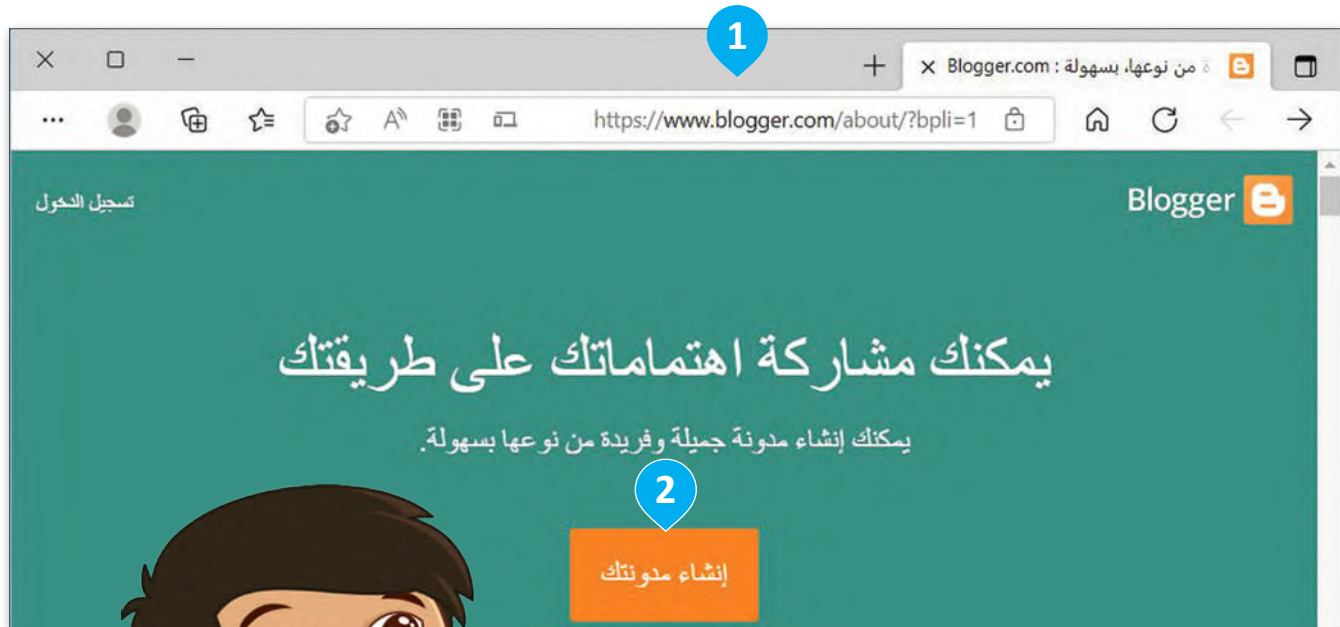 1
من نوعها، بسهولة : Blogger.com
https://www.blogger.com/about/?bpli=1
Blogger
تسجيل الدخول
يمكنك مشاركة اهتماماتك على طريقتك
يمكنك إنشاء مدونة جميلة وفريدة من نوعها بسهولة.
2
إنشاء مدونتك